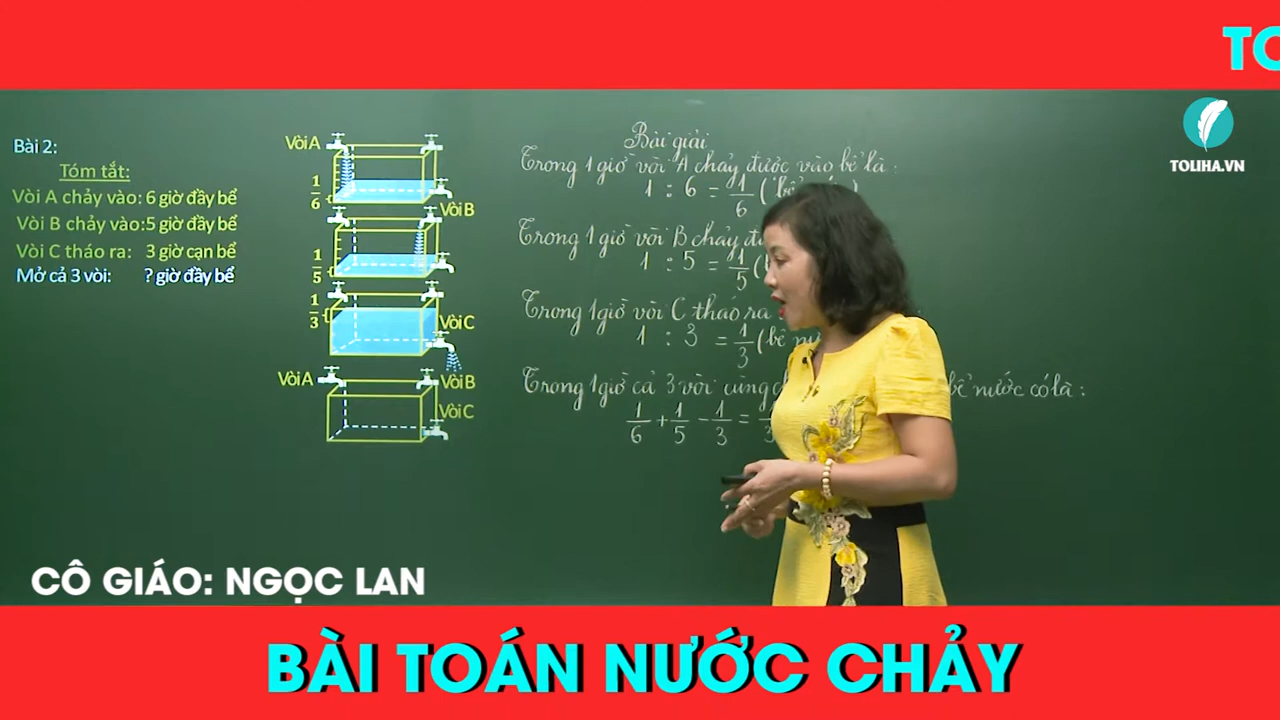 TO
TOLIHA.VN
Bài 2:
Tóm tắt:
Vòi A chảy vào: 6 giờ đầy bể
Vòi B chảy vào: 5 giờ đầy bể
Vòi C tháo ra: 3 giờ cạn bể
Mở cả 3 vòi: ? giờ đầy bể
Vòi A
1/6
Vòi B
1/5
1/3
Vòi C
Vòi A
Vòi B
Vòi C
Bài giải
Trong 1 giờ vòi A chảy được vào bể là:
1 : 6 = 1/6 (bể
Trong 1 giờ vòi B chảy
1 : 5 = 1/5 (
Trong 1 giờ vòi C tháo ra
1 : 3 = 1/3 (bể
Trong 1 giờ cả 3 vòi cùng bể nước có là:
1/6 + 1/5 - 1/3 =
CÔ GIÁO: NGỌC LAN
BÀI TOÁN NƯỚC CHẢY